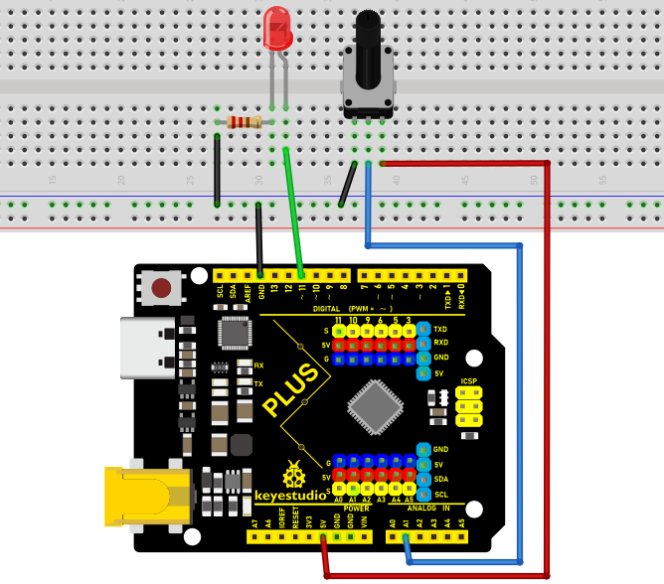 15
20
25
30
35
40
45
50
55
SCL
SDA
AREF
GND
13
12
~11
~10
~9
8
7
~6
~5
4
~3
2
TXD▸1
RXD◂0
DIGITAL (PWM = ~ )
11 10 9 6 5 3
S
5V
G
TXD
RXD
GND
5V
RX
TX
PLUS
ICSP
GND
5V
SDA
SCL
G
5V
S
A0 A1 A2 A3 A4 A5
keyestudio
POWER
ANALOG IN
A7
A6
IOREF
RESET
3V3
5V
GND
GND
VIN
A0
A1
A2
A3
A4
A5